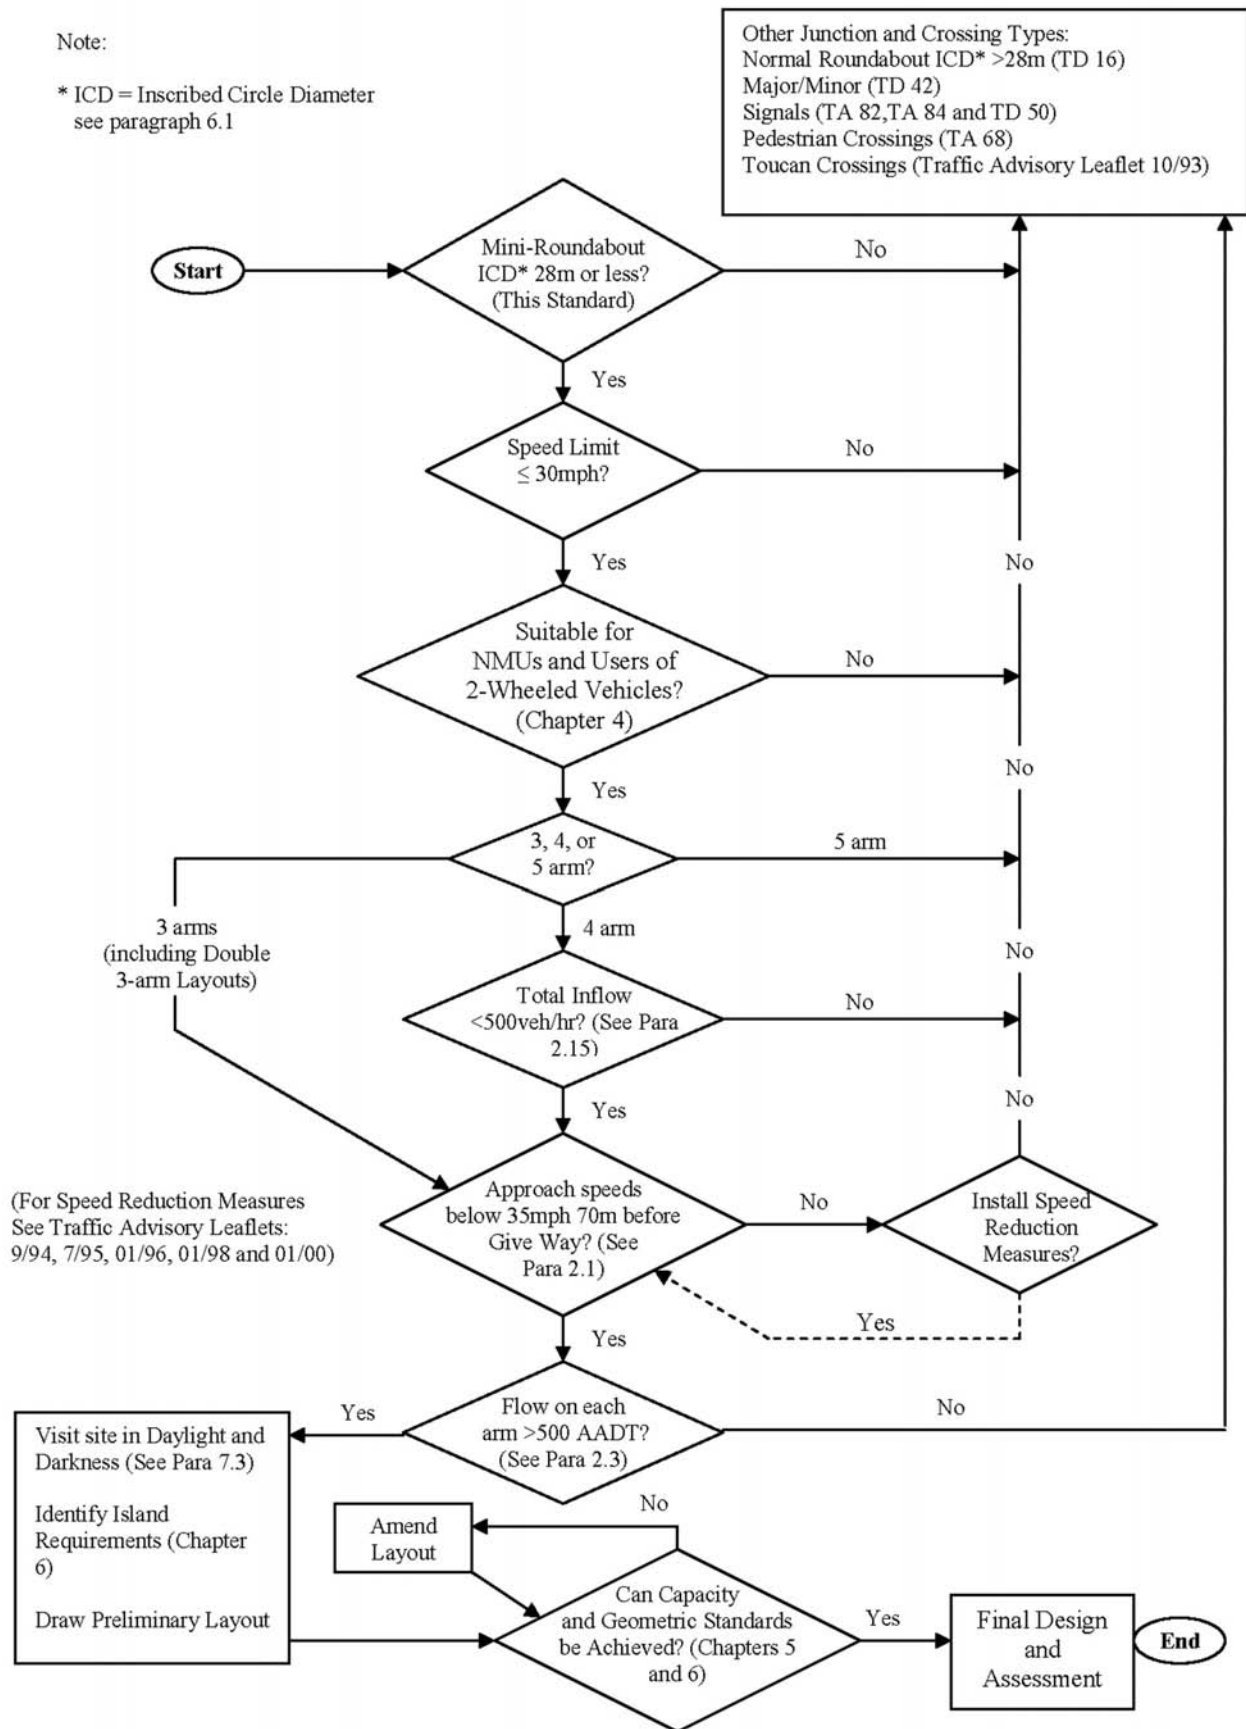 Note:
* ICD = Inscribed Circle Diameter
see paragraph 6.1
Other Junction and Crossing Types:
Normal Roundabout ICD* >28m (TD 16)
Major/Minor (TD 42)
Signals (TA 82,TA 84 and TD 50)
Pedestrian Crossings (TA 68)
Toucan Crossings (Traffic Advisory Leaflet 10/93)
Start
Mini-Roundabout
ICD* 28m or less?
(This Standard)
No
Yes
Speed Limit
≤ 30mph?
No
Yes
No
Suitable for
NMUs and Users of
2-Wheeled Vehicles?
(Chapter 4)
No
Yes
No
3, 4, or
5 arm?
5 arm
3 arms
(including Double
3-arm Layouts)
4 arm
No
Total Inflow
<500veh/hr? (See Para
2.15)
No
Yes
No
(For Speed Reduction Measures
See Traffic Advisory Leaflets:
9/94, 7/95, 01/96, 01/98 and 01/00)
Approach speeds
below 35mph 70m before
Give Way? (See
Para 2.1)
No
Install Speed
Reduction
Measures?
Yes
Yes
Flow on each
arm >500 AADT?
(See Para 2.3)
Yes
No
Visit site in Daylight and
Darkness (See Para 7.3)
Identify Island
Requirements (Chapter
6)
Draw Preliminary Layout
No
Amend
Layout
Can Capacity
and Geometric Standards
be Achieved? (Chapters 5
and 6)
Yes
Final Design
and
Assessment
End